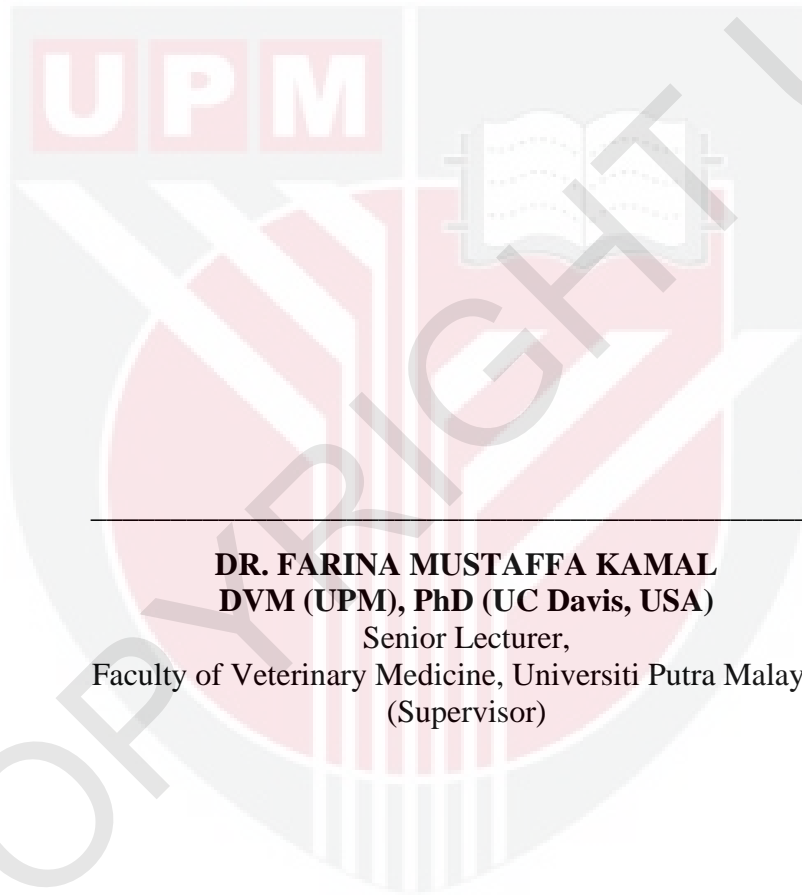 UPM
DR. FARINA MUSTAFFA KAMAL
DVM (UPM), PhD (UC Davis, USA)
Senior Lecturer,
Faculty of Veterinary Medicine, Universiti Putra Malay
(Supervisor)
OPYRIGHT U